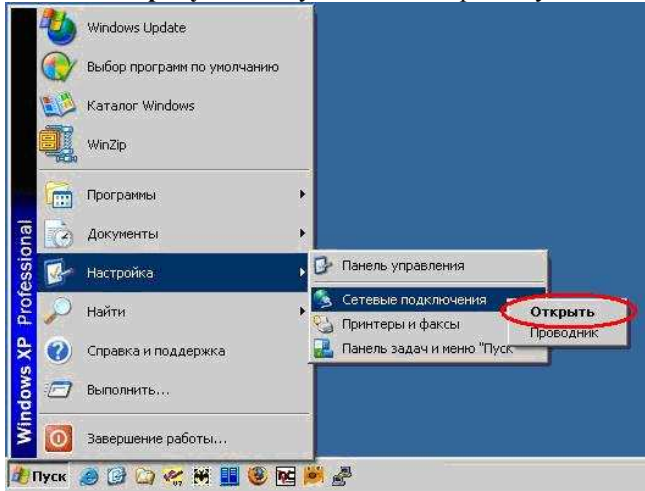 Windows Update
Выбор программ по умолчанию
Каталог Windows
WinZip
Программы
Документы
Настройка
Найти
Справка и поддержка
Выполнить...
Завершение работы...
Windows XP Professional
Панель управления
Сетевые подключения
Принтеры и факсы
Панель задач и меню "Пуск"
Открыть
Проводник
Пуск